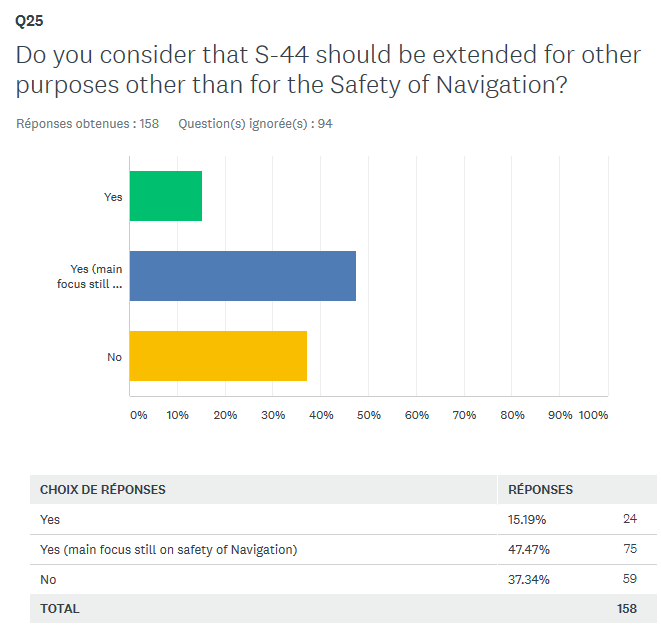 Q25
Do you consider that S-44 should be extended for other
purposes other than for the Safety of Navigation?
Réponses obtenues : 158 Question(s) ignorée(s) : 94
Yes
Yes (main
focus still ...
No
0% 10% 20% 30% 40% 50% 60% 70% 80% 90% 100%
CHOIX DE RÉPONSES RÉPONSES
Yes 15.19% 24
Yes (main focus still on safety of Navigation) 47.47% 75
No 37.34% 59
TOTAL 158